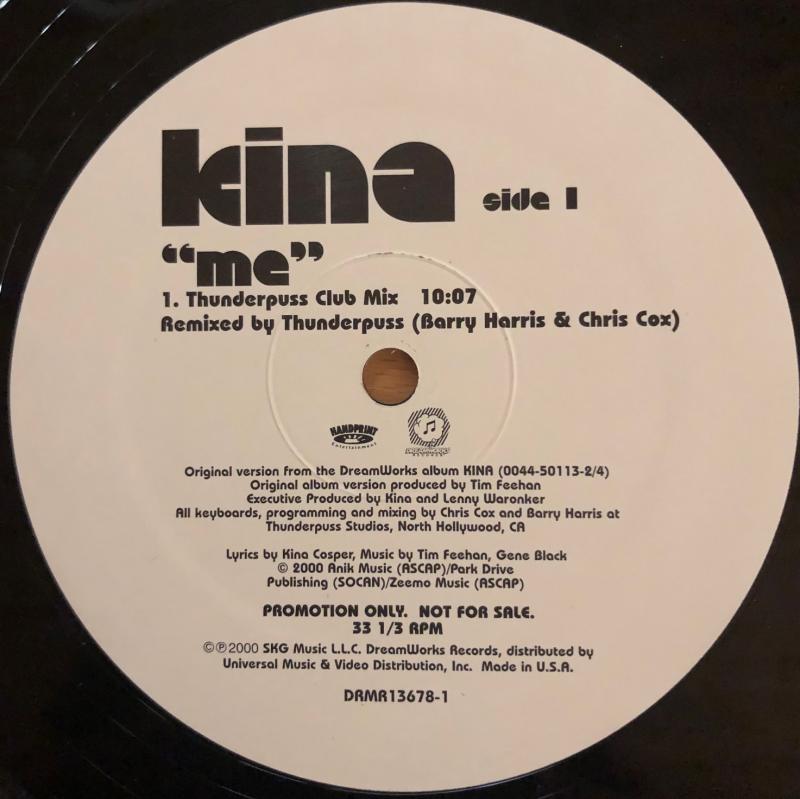 kina side 1
“me”
1. Thunderpuss Club Mix 10:07
Remixed by Thunderpuss (Barry Harris & Chris Cox)
HANDPRINT
Entertainment
DREAMWORKS
RECORDS
Original version from the DreamWorks album KINA (0044-50113-2/4)
Original album version produced by Tim Feehan
Executive Produced by Kina and Lenny Waronker
All keyboards, programming and mixing by Chris Cox and Barry Harris at
Thunderpuss Studios, North Hollywood, CA
Lyrics by Kina Cosper, Music by Tim Feehan, Gene Black
© 2000 Anik Music (ASCAP)/Park Drive
Publishing (SOCAN)/Zeemo Music (ASCAP)
PROMOTION ONLY. NOT FOR SALE.
33 1/3 RPM
©℗2000 SKG Music L.L.C. DreamWorks Records, distributed by
Universal Music & Video Distribution, Inc. Made in U.S.A.
DRMR13678-1